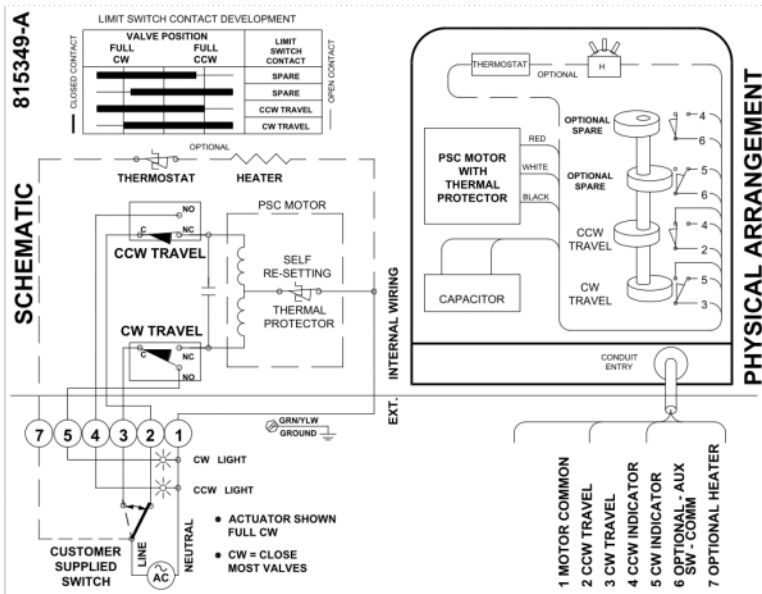 815349-A
LIMIT SWITCH CONTACT DEVELOPMENT
CLOSED CONTACT
VALVE POSITION
FULL CW
FULL CCW
LIMIT SWITCH CONTACT
SPARE
SPARE
CCW TRAVEL
CW TRAVEL
OPEN CONTACT
SCHEMATIC
OPTIONAL
THERMOSTAT
HEATER
NO
C
NC
CCW TRAVEL
PSC MOTOR
SELF
RE-SETTING
THERMAL
PROTECTOR
CW TRAVEL
C
NC
NO
INTERNAL WIRING
EXT.
7 5 4 3 2 1
GRN/YLW
GROUND
CW LIGHT
CCW LIGHT
• ACTUATOR SHOWN
FULL CW
• CW = CLOSE
MOST VALVES
CUSTOMER
SUPPLIED
SWITCH
LINE
AC
NEUTRAL
PHYSICAL ARRANGEMENT
THERMOSTAT
OPTIONAL
H
PSC MOTOR
WITH
THERMAL
PROTECTOR
RED
WHITE
BLACK
CAPACITOR
OPTIONAL
SPARE
4
6
OPTIONAL
SPARE
5
6
CCW
TRAVEL
4
2
CW
TRAVEL
5
3
CONDUIT
ENTRY
1 MOTOR COMMON
2 CCW TRAVEL
3 CW TRAVEL
4 CCW INDICATOR
5 CW INDICATOR
6 OPTIONAL - AUX
SW - COMM
7 OPTIONAL HEATER